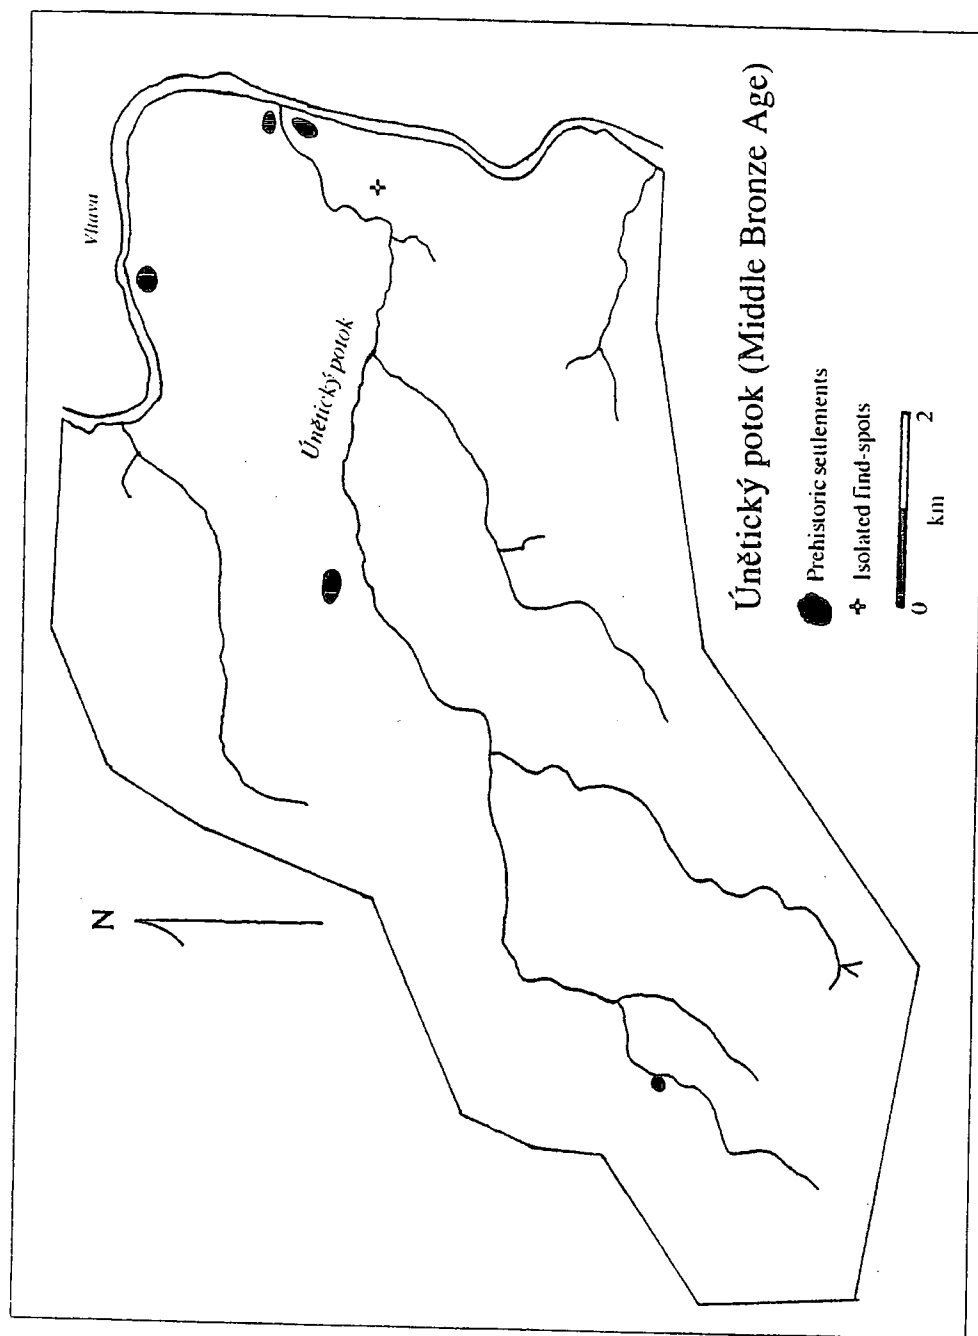 N
Vltava
Únětický potok
Únětický potok (Middle Bronze Age)
Prehistoric settlements
Isolated find-spots
0 2
km